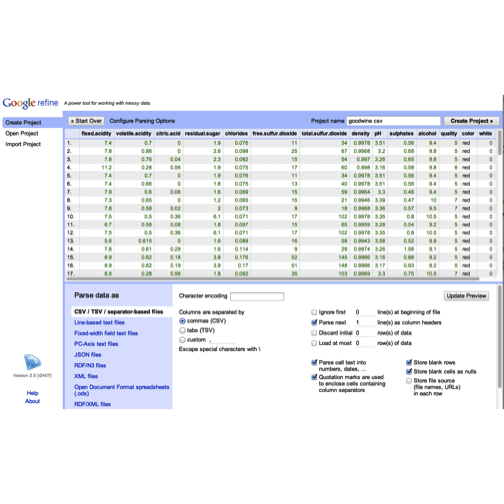 Google refine A power tool for working with messy data.
Create Project
Open Project
Import Project
« Start Over Configure Parsing Options Project name goodwine csv Create Project »
fixed.acidity volatile.acidity citric.acid residual.sugar chlorides free.sulfur.dioxide total.sulfur.dioxide density pH sulphates alcohol quality color white
1. 7.4 0.7 0 1.9 0.076 11 34 0.9978 3.51 0.56 9.4 5 red 0
2. 7.8 0.88 0 2.6 0.098 25 67 0.9968 3.2 0.68 9.8 5 red 0
3. 7.8 0.76 0.04 2.3 0.092 15 54 0.997 3.26 0.65 9.8 5 red 0
4. 11.2 0.28 0.56 1.9 0.075 17 60 0.998 3.16 0.58 9.8 6 red 0
5. 7.4 0.7 0 1.9 0.076 11 34 0.9978 3.51 0.56 9.4 5 red 0
6. 7.4 0.66 0 1.8 0.075 13 40 0.9978 3.51 0.56 9.4 5 red 0
7. 7.9 0.6 0.06 1.6 0.069 15 59 0.9964 3.3 0.46 9.4 5 red 0
8. 7.3 0.65 0 1.2 0.065 15 21 0.9946 3.39 0.47 10 7 red 0
9. 7.8 0.58 0.02 2 0.073 9 18 0.9968 3.36 0.57 9.5 7 red 0
10. 7.5 0.5 0.36 6.1 0.071 17 102 0.9978 3.35 0.8 10.5 5 red 0
11. 6.7 0.58 0.08 1.8 0.097 15 65 0.9959 3.28 0.54 9.2 5 red 0
12. 7.5 0.5 0.36 6.1 0.071 17 102 0.9978 3.35 0.8 10.5 5 red 0
13. 5.6 0.615 0 1.6 0.089 16 59 0.9943 3.58 0.52 9.9 5 red 0
14. 7.8 0.61 0.29 1.6 0.114 9 29 0.9974 3.26 1.56 9.1 5 red 0
15. 8.9 0.62 0.18 3.8 0.176 52 145 0.9986 3.16 0.88 9.2 5 red 0
16. 8.9 0.62 0.19 3.9 0.17 51 148 0.9986 3.17 0.93 9.2 5 red 0
17. 8.5 0.28 0.56 1.8 0.092 35 103 0.9969 3.3 0.75 10.5 7 red 0
Parse data as
CSV / TSV / separator-based files
Line-based text files
Fixed-width field text files
PC-Axis text files
JSON files
RDF/N3 files
XML files
Open Document Format spreadsheets
(.ods)
RDF/XML files
Character encoding
Update Preview
Columns are separated by
commas (CSV)
tabs (TSV)
custom ,
Escape special characters with \
Ignore first 0 line(s) at beginning of file
Parse next 1 line(s) as column headers
Discard initial 0 row(s) of data
Load at most 0 row(s) of data
Parse cell text into
numbers, dates, ...
Quotation marks are used
to enclose cells containing
column separators
Store blank rows
Store blank cells as nulls
Store file source
(file names, URLs)
in each row
Version 2.5 [r2407]
Help
About